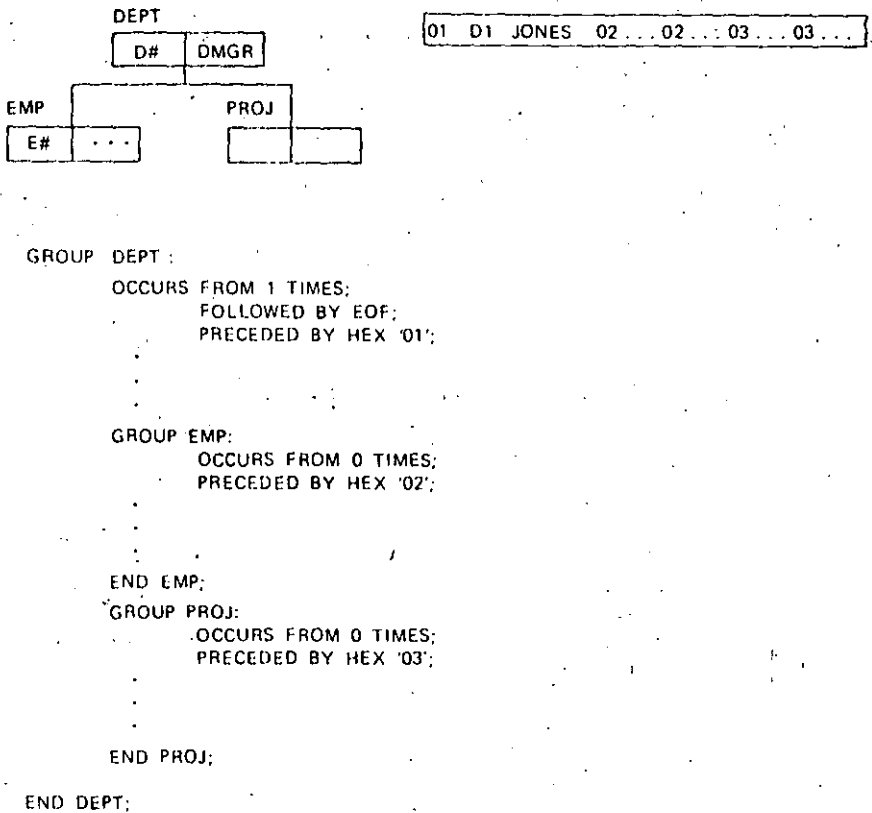 DEPT
D# DMGR
01 D1 JONES 02 ... 02 ... 03 ... 03 ...
EMP PROJ
E# ...
GROUP DEPT :
OCCURS FROM 1 TIMES;
FOLLOWED BY EOF;
PRECEDED BY HEX '01';
.
.
.
GROUP EMP:
OCCURS FROM 0 TIMES;
PRECEDED BY HEX '02';
.
.
.
END EMP;
GROUP PROJ:
OCCURS FROM 0 TIMES;
PRECEDED BY HEX '03';
.
.
.
END PROJ;
END DEPT;